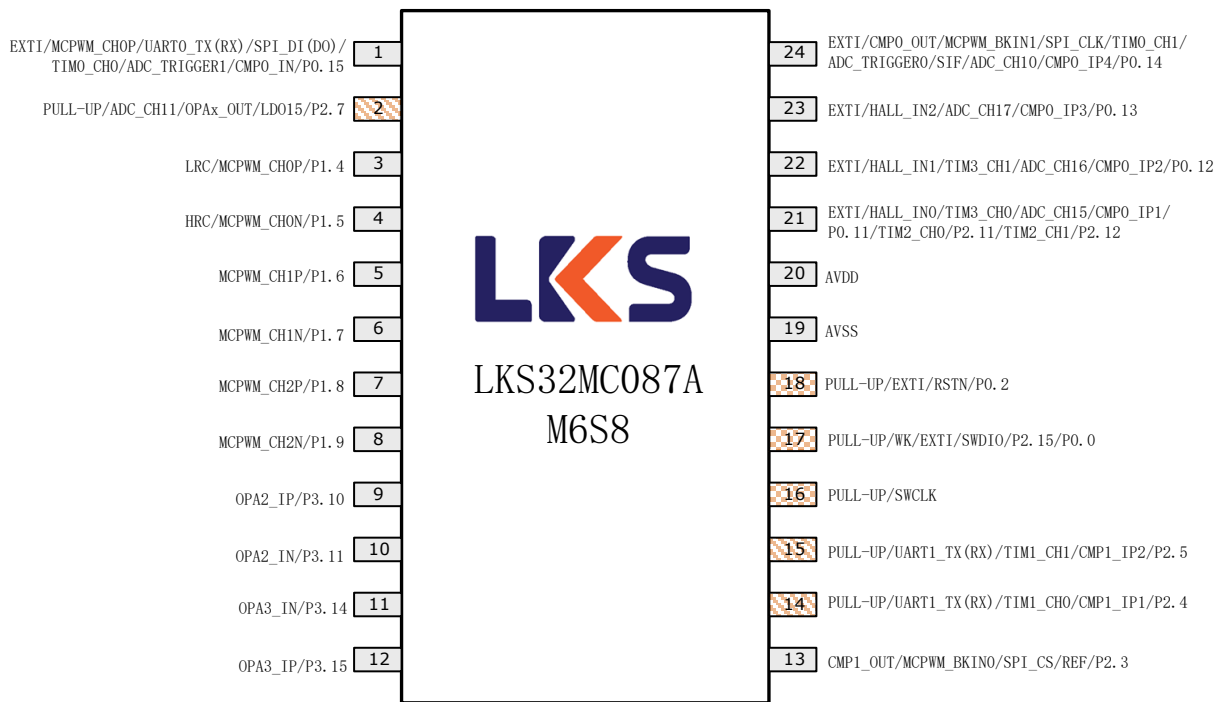 EXTI/MCPWM_CH0P/UART0_TX(RX)/SPI_DI(DO)/
TIM0_CH0/ADC_TRIGGER1/CMP0_IN/P0.15
1
PULL-UP/ADC_CH11/OPAx_OUT/LDO15/P2.7
2
LRC/MCPWM_CH0P/P1.4
3
HRC/MCPWM_CH0N/P1.5
4
MCPWM_CH1P/P1.6
5
MCPWM_CH1N/P1.7
6
MCPWM_CH2P/P1.8
7
MCPWM_CH2N/P1.9
8
OPA2_IP/P3.10
9
OPA2_IN/P3.11
10
OPA3_IN/P3.14
11
OPA3_IP/P3.15
12
LKS
LKS32MC087A
M6S8
24
EXTI/CMP0_OUT/MCPWM_BKIN1/SPI_CLK/TIM0_CH1/
ADC_TRIGGER0/SIF/ADC_CH10/CMP0_IP4/P0.14
23
EXTI/HALL_IN2/ADC_CH17/CMP0_IP3/P0.13
22
EXTI/HALL_IN1/TIM3_CH1/ADC_CH16/CMP0_IP2/P0.12
21
EXTI/HALL_IN0/TIM3_CH0/ADC_CH15/CMP0_IP1/
P0.11/TIM2_CH0/P2.11/TIM2_CH1/P2.12
20
AVDD
19
AVSS
18
PULL-UP/EXTI/RSTN/P0.2
17
PULL-UP/WK/EXTI/SWDIO/P2.15/P0.0
16
PULL-UP/SWCLK
15
PULL-UP/UART1_TX(RX)/TIM1_CH1/CMP1_IP2/P2.5
14
PULL-UP/UART1_TX(RX)/TIM1_CH0/CMP1_IP1/P2.4
13
CMP1_OUT/MCPWM_BKIN0/SPI_CS/REF/P2.3